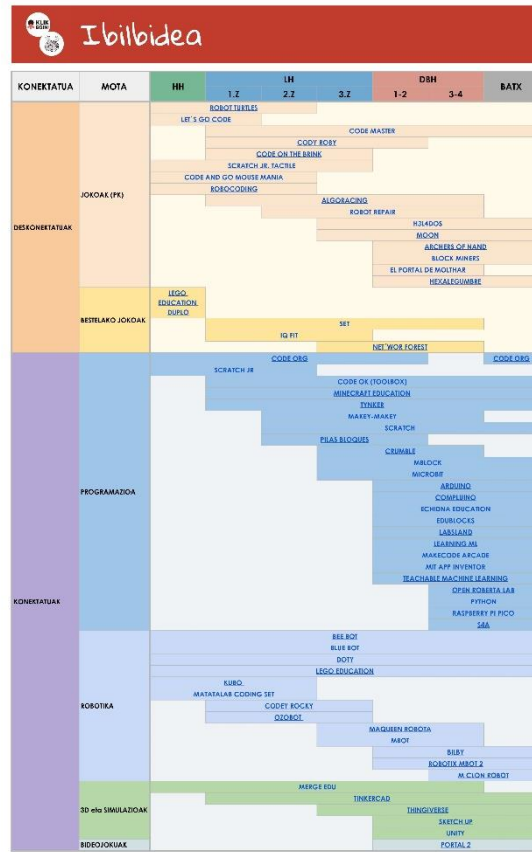 KLIK
EGIN
Ibilbidea
KONEKTATUA MOTA HH LH DBH BATX
1.Z 2.Z 3.Z 1-2 3-4
DESKONEKTATUAK
JOKOAK (PK)
ROBOT TURTLES
LET´S GO CODE
CODE MASTER
CODY ROBY
CODE ON THE BRINK
SCRATCH JR. TACTILE
CODE AND GO MOUSE MANIA
ROBOCODING
ALGORACING
ROBOT REPAIR
H3L4DOS
MOON
ARCHERS OF NAND
BLOCK MINERS
EL PORTAL DE MOLTHAR
HEXALEGUMBRE
BESTELAKO JOKOAK
LEGO
EDUCATION
DUPLO
SET
IQ FIT
NET´WOR FOREST
KONEKTATUAK
PROGRAMAZIOA
CODE ORG CODE ORG
SCRATCH JR
CODE OK (TOOLBOX)
MINECRAFT EDUCATION
TYNKER
MAKEY-MAKEY
SCRATCH
PILAS BLOQUES
CRUMBLE
MBLOCK
MICROBIT
ARDUINO
COMPLUINO
ECHIDNA EDUCATION
EDUBLOCKS
LABSLAND
LEARNING ML
MAKECODE ARCADE
MIT APP INVENTOR
TEACHABLE MACHINE LEARNING
OPEN ROBERTA LAB
PYTHON
RASPBERRY PI PICO
S4A
ROBOTIKA
BEE BOT
BLUE BOT
DOTY
LEGO EDUCATION
KUBO
MATATALAB CODING SET
CODEY ROCKY
OZOBOT
MAQUEEN ROBOTA
MBOT
BILBY
ROBOTIX MBOT 2
M CLON ROBOT
3D eta SIMULAZIOAK
MERGE EDU
TINKERCAD
THINGIVERSE
SKETCH UP
UNITY
BIDEOJOKUAK
PORTAL 2